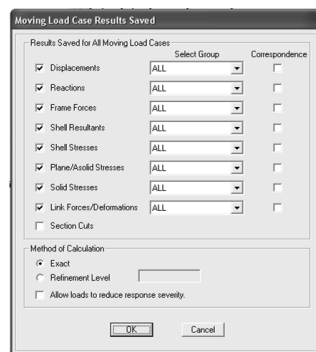 Moving Load Case Results Saved
Results Saved for All Moving Load Cases
Select Group Correspondence
Displacements ALL
Reactions ALL
Frame Forces ALL
Shell Resultants ALL
Shell Stresses ALL
Plane/Asolid Stresses ALL
Solid Stresses ALL
Link Forces/Deformations ALL
Section Cuts
Method of Calculation
Exact
Refinement Level
Allow loads to reduce response severity.
OK Cancel